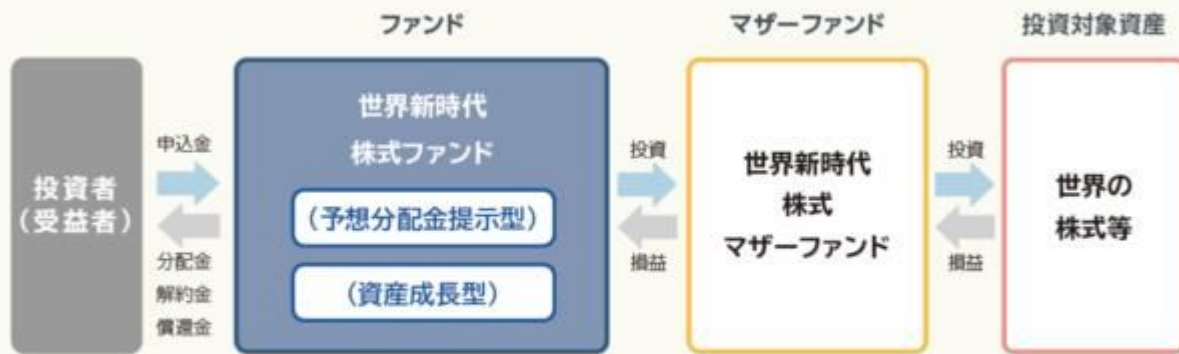 ファンド
マザーファンド
投資対象資産
投資者
(受益者)
申込金
分配金
解約金
償還金
世界新時代
株式ファンド
(予想分配金提示型)
(資産成長型)
投資
損益
世界新時代
株式
マザーファンド
投資
損益
世界の
株式等